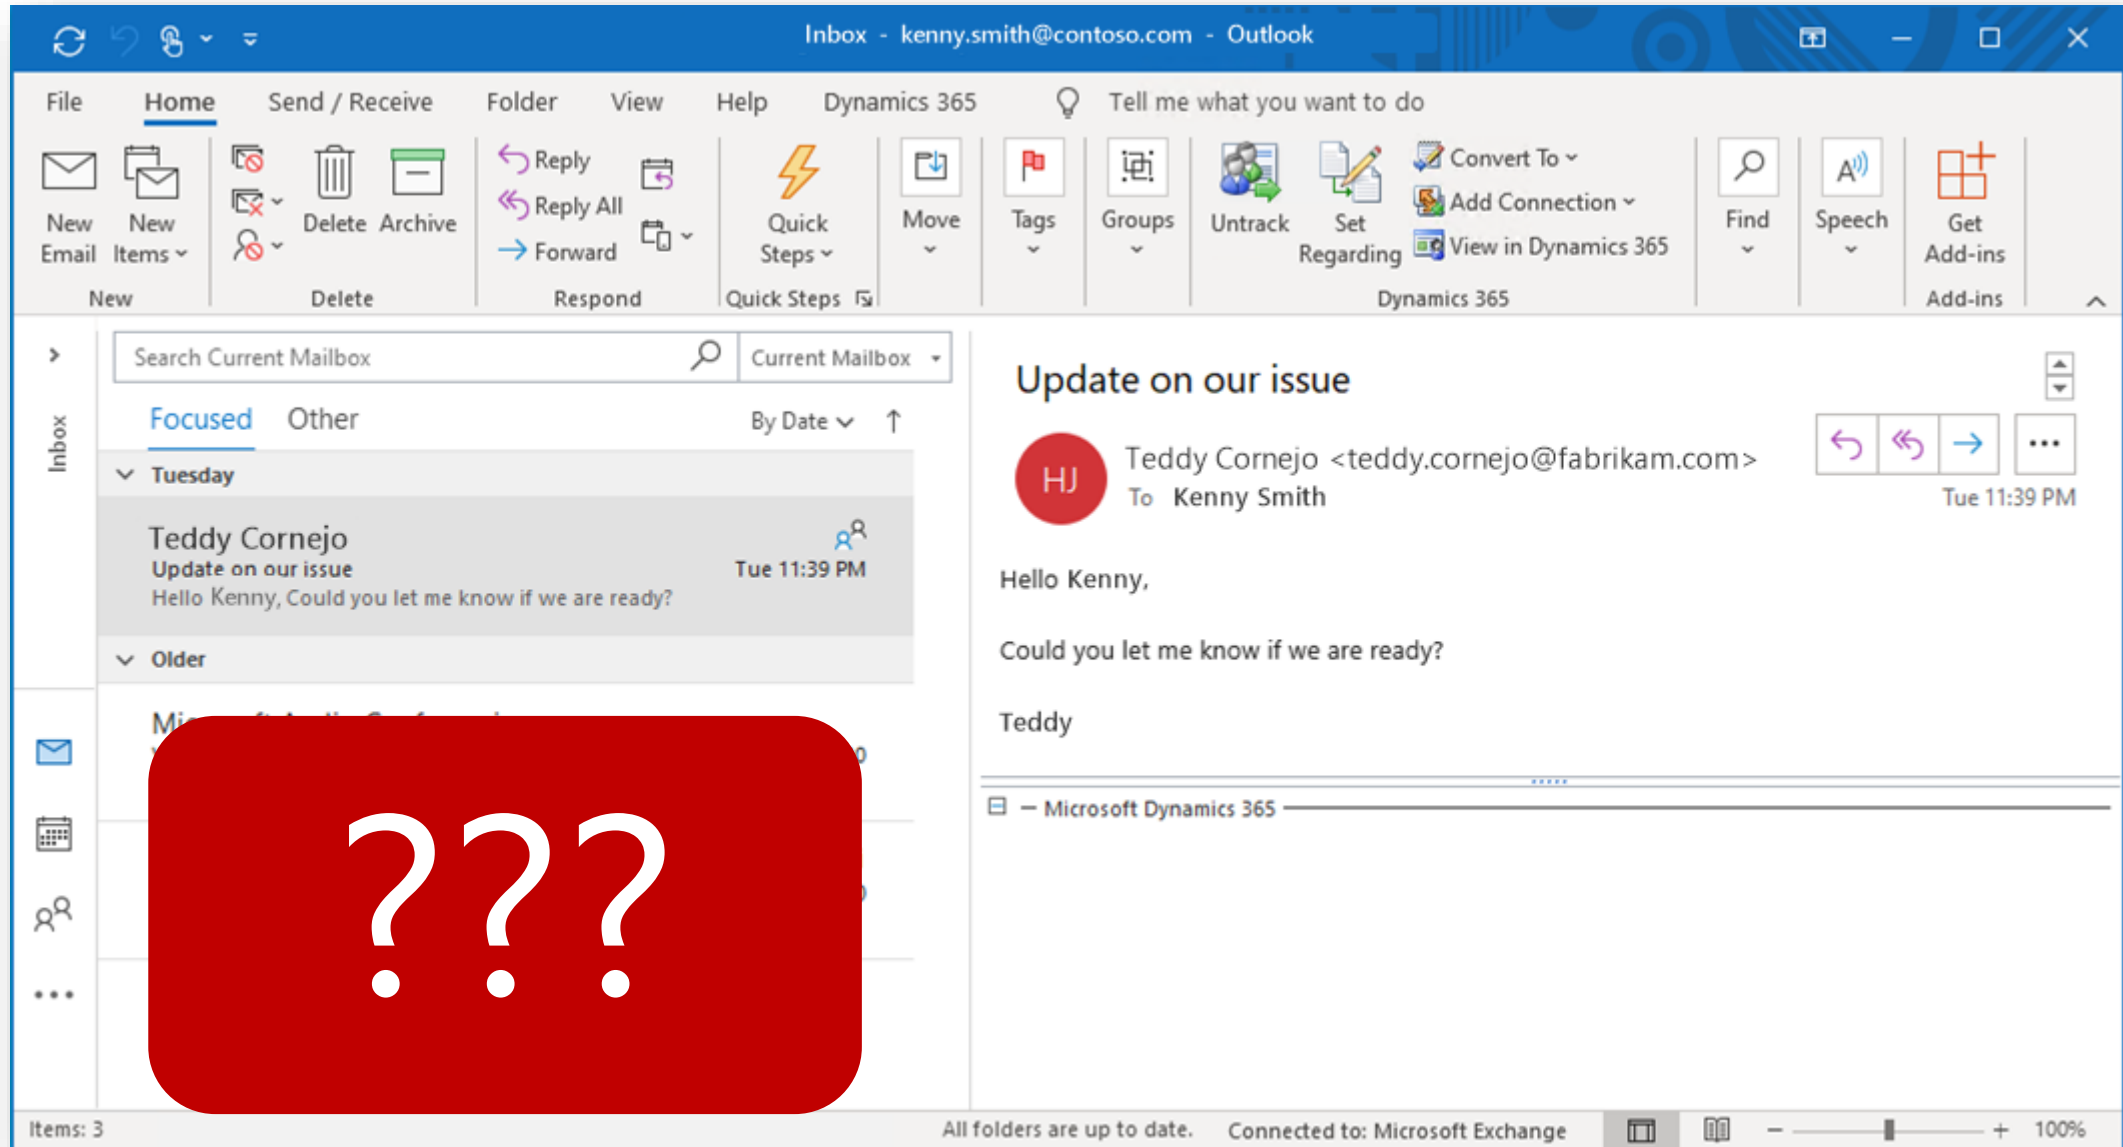 Inbox - kenny.smith@contoso.com - Outlook
File Home Send / Receive Folder View Help Dynamics 365 Tell me what you want to do
New Email
New Items
Delete Archive
Reply
Reply All
Forward
Quick Steps
Move
Tags
Groups
Untrack
Set Regarding
Convert To
Add Connection
View in Dynamics 365
Find
Speech
Get Add-ins
New Delete Respond Quick Steps Dynamics 365 Add-ins
Inbox
Search Current Mailbox Current Mailbox
Focused Other By Date
Tuesday
Teddy Cornejo
Update on our issue Tue 11:39 PM
Hello Kenny, Could you let me know if we are ready?
Older
???
Update on our issue
HJ
Teddy Cornejo <teddy.cornejo@fabrikam.com>
To Kenny Smith Tue 11:39 PM
Hello Kenny,
Could you let me know if we are ready?
Teddy
Microsoft Dynamics 365
Items: 3 All folders are up to date. Connected to: Microsoft Exchange 100%